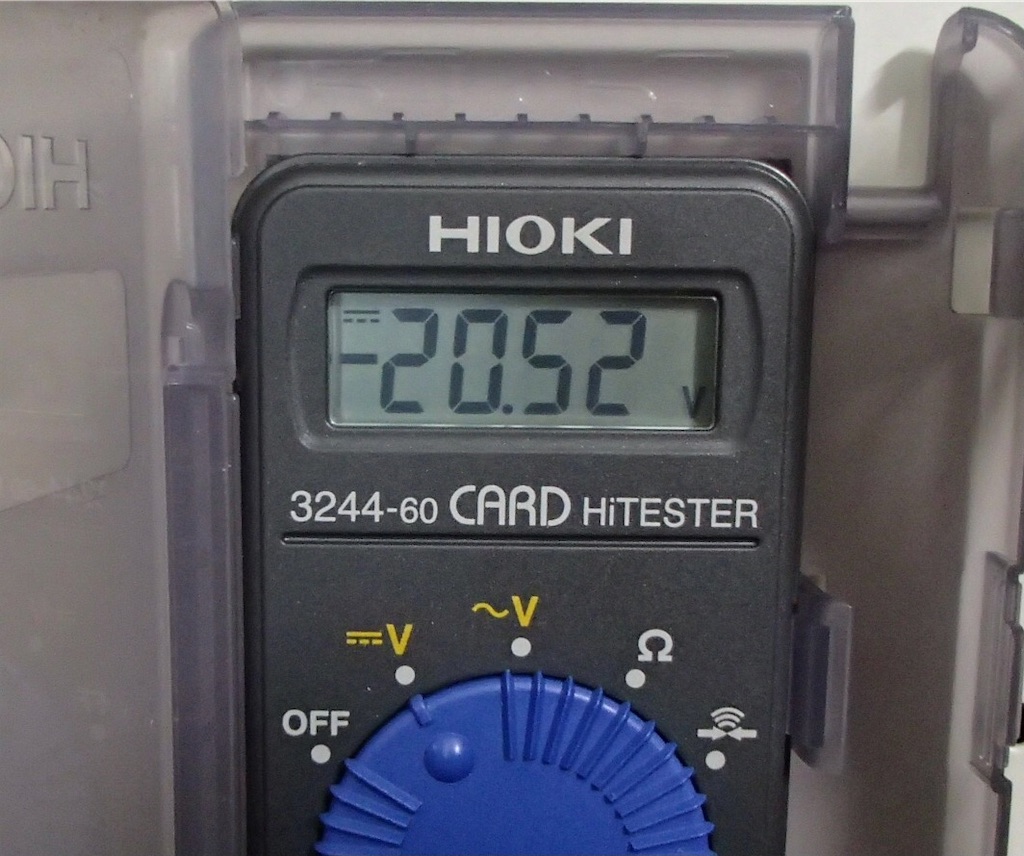 HIOKI
-20.52 V
3244-60 CARD HiTESTER
~V
⎓V
Ω
OFF